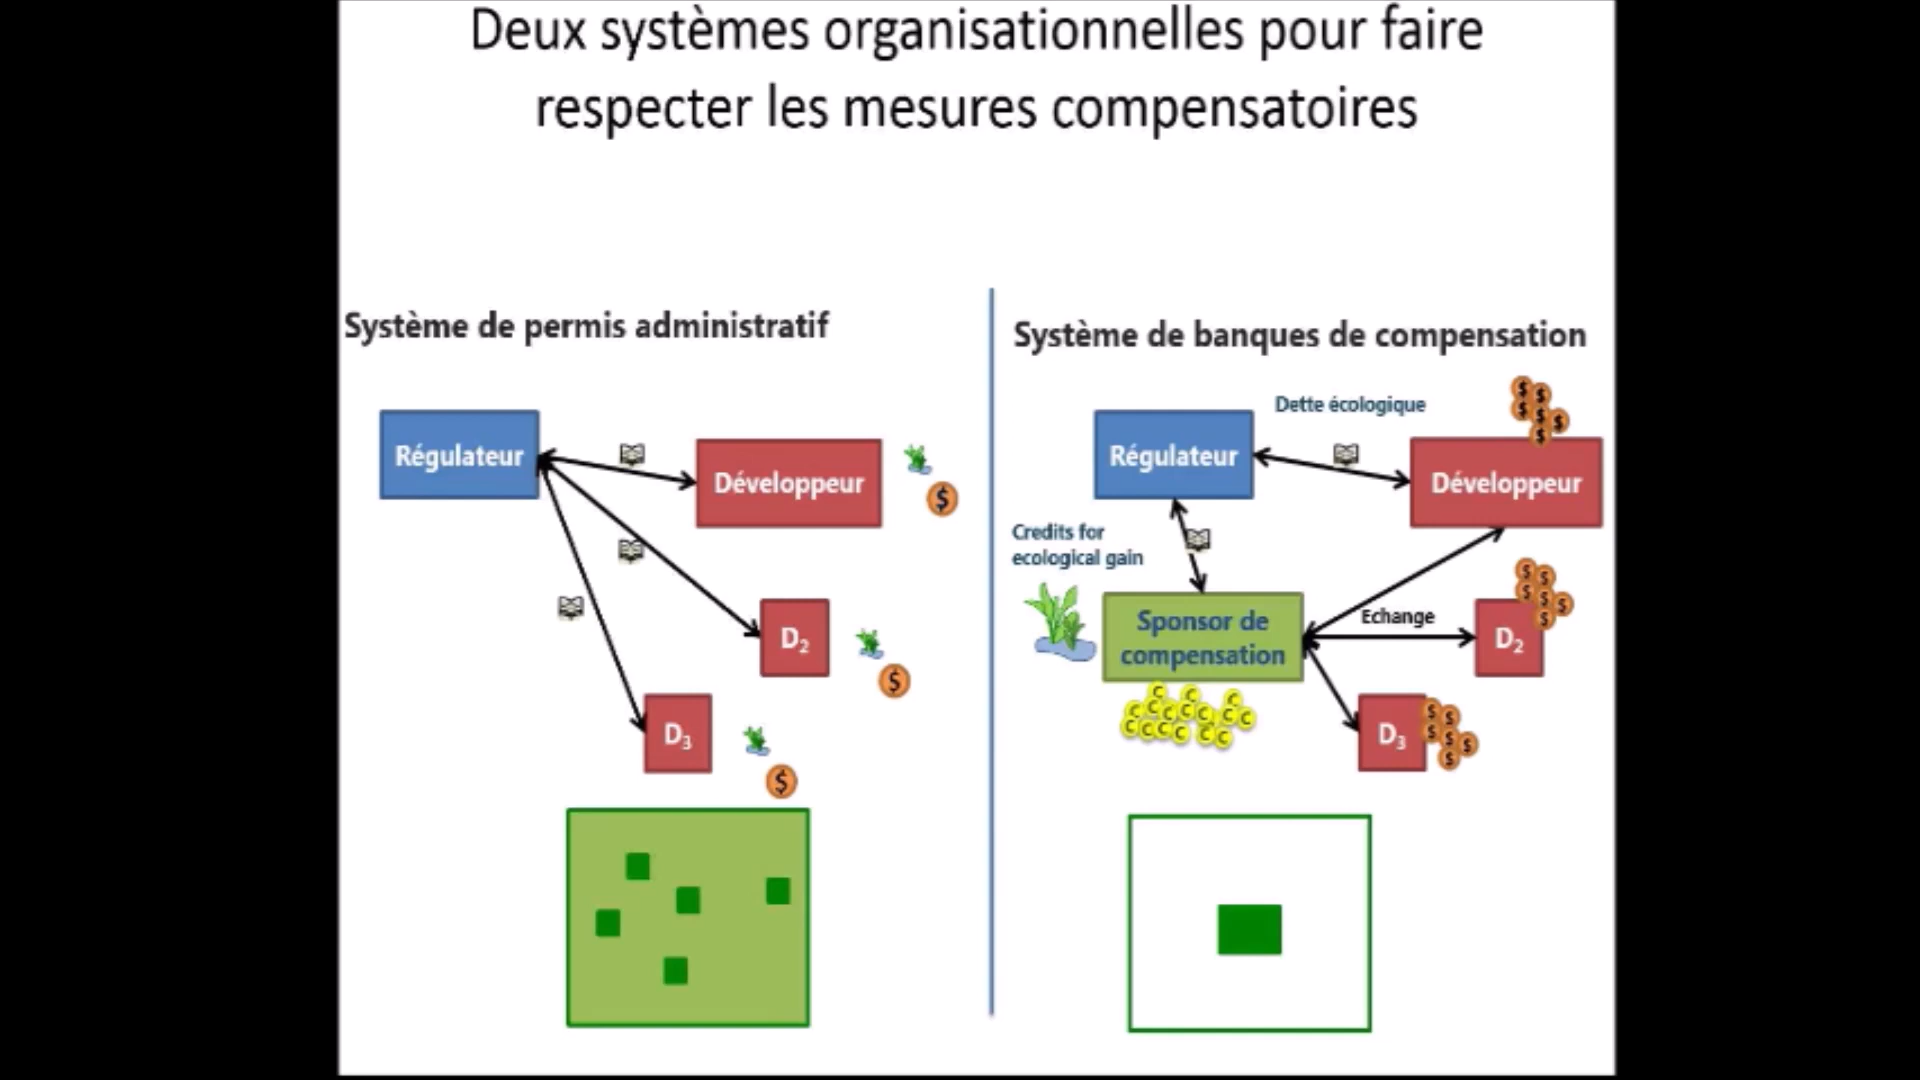 Deux systèmes organisationnelles pour faire
respecter les mesures compensatoires
Système de permis administratif
Régulateur
Développeur
$
D2
$
D3
$
Système de banques de compensation
Dette écologique
Régulateur
Développeur
Credits for
ecological gain
Sponsor de
compensation
Echange
D2
D3